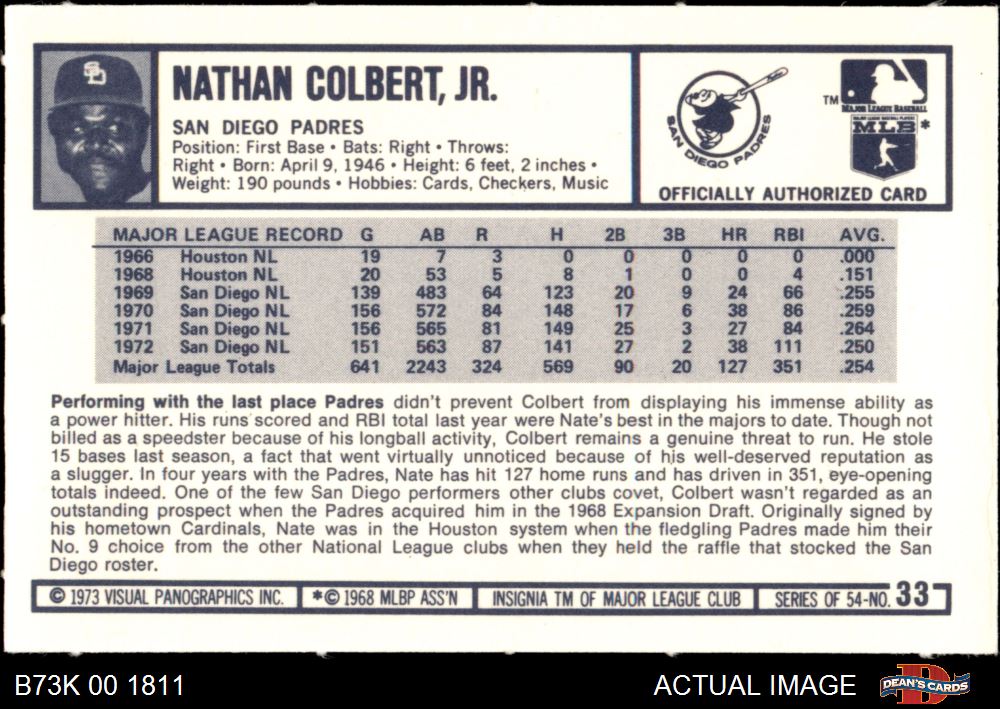 NATHAN COLBERT, JR.
SAN DIEGO PADRES
Position: First Base • Bats: Right • Throws:
Right • Born: April 9, 1946 • Height: 6 feet, 2 inches •
Weight: 190 pounds • Hobbies: Cards, Checkers, Music
SD
SAN DIEGO PADRES
TM
MAJOR LEAGUE BASEBALL
MAJOR LEAGUE BASEBALL PLAYERS
MLB *
OFFICIALLY AUTHORIZED CARD
MAJOR LEAGUE RECORD G AB R H 2B 3B HR RBI AVG.
1966 Houston NL 19 7 3 0 0 0 0 0 .000
1968 Houston NL 20 53 5 8 1 0 0 4 .151
1969 San Diego NL 139 483 64 123 20 9 24 66 .255
1970 San Diego NL 156 572 84 148 17 6 38 86 .259
1971 San Diego NL 156 565 81 149 25 3 27 84 .264
1972 San Diego NL 151 563 87 141 27 2 38 111 .250
Major League Totals 641 2243 324 569 90 20 127 351 .254
Performing with the last place Padres didn't prevent Colbert from displaying his immense ability as
a power hitter. His runs scored and RBI total last year were Nate's best in the majors to date. Though not
billed as a speedster because of his longball activity, Colbert remains a genuine threat to run. He stole
15 bases last season, a fact that went virtually unnoticed because of his well-deserved reputation as
a slugger. In four years with the Padres, Nate has hit 127 home runs and has driven in 351, eye-opening
totals indeed. One of the few San Diego performers other clubs covet, Colbert wasn't regarded as an
outstanding prospect when the Padres acquired him in the 1968 Expansion Draft. Originally signed by
his hometown Cardinals, Nate was in the Houston system when the fledgling Padres made him their
No. 9 choice from the other National League clubs when they held the raffle that stocked the San
Diego roster.
© 1973 VISUAL PANOGRAPHICS INC. *© 1968 MLBP ASS'N INSIGNIA TM OF MAJOR LEAGUE CLUB SERIES OF 54-NO. 33
B73K 00 1811 ACTUAL IMAGE DEAN'S CARDS